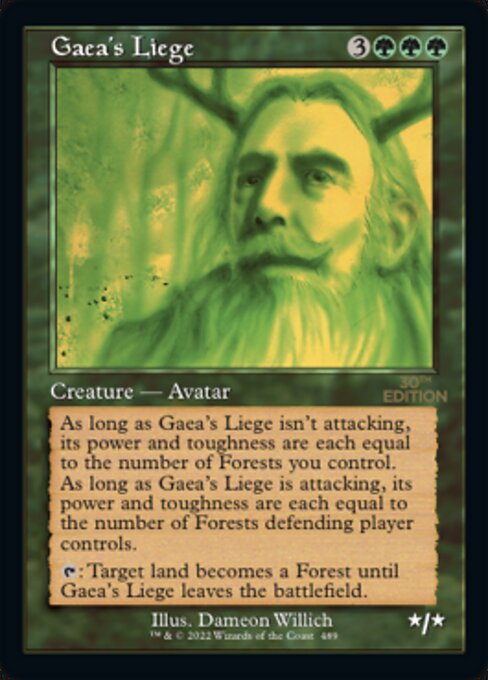 Gaea's Liege 3
30TH
EDITION
Creature — Avatar
As long as Gaea's Liege isn't attacking,
its power and toughness are each equal
to the number of Forests you control.
As long as Gaea's Liege is attacking, its
power and toughness are each equal to
the number of Forests defending player
controls.
: Target land becomes a Forest until
Gaea's Liege leaves the battlefield.
Illus. Dameon Willich
™ & © 2022 Wizards of the Coast 489
★/★